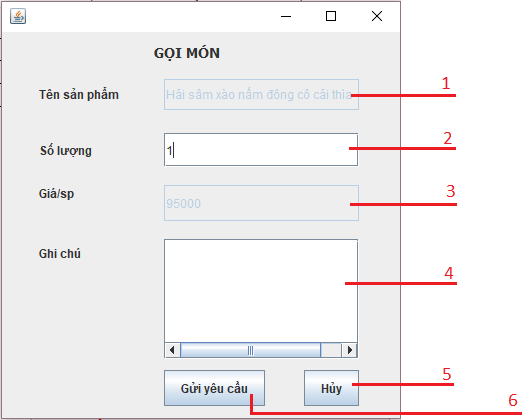 GỌI MÓN
Tên sản phẩm
Hải sâm xào nấm đông cô cải thìa
1
Số lượng
1
2
Giá/sp
95000
3
Ghi chú
4
Gửi yêu cầu
Hủy
5
6